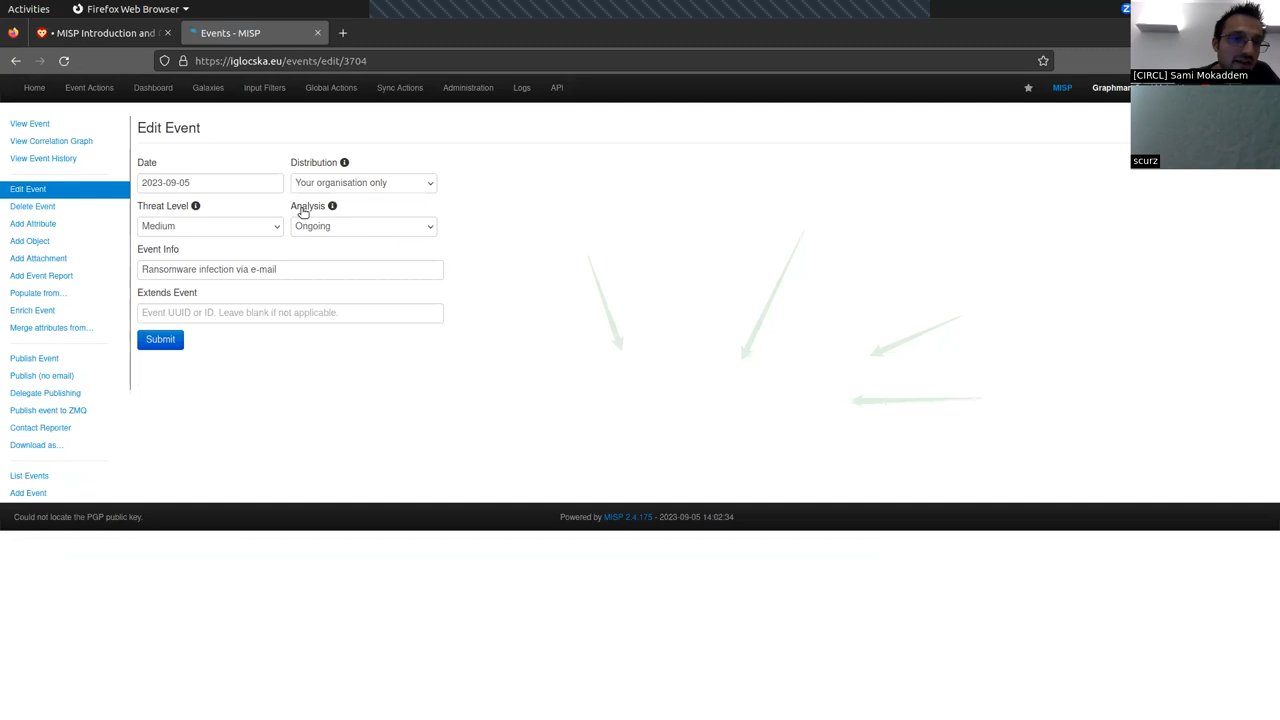 Activities
Firefox Web Browser
• MISP Introduction and
Events - MISP
https://iglocska.eu/events/edit/3704
[CIRCL] Sami Mokaddem
scurz
Home Event Actions Dashboard Galaxies Input Filters Global Actions Sync Actions Administration Logs API
MISP
View Event
View Correlation Graph
View Event History
Edit Event
Delete Event
Add Attribute
Add Object
Add Attachment
Add Event Report
Populate from...
Enrich Event
Merge attributes from...
Publish Event
Publish (no email)
Delegate Publishing
Publish event to ZMQ
Contact Reporter
Download as...
List Events
Add Event
Edit Event
Date Distribution
2023-09-05 Your organisation only
Threat Level Analysis
Medium Ongoing
Event Info
Ransomware infection via e-mail
Extends Event
Event UUID or ID. Leave blank if not applicable.
Submit
Could not locate the PGP public key.
Powered by MISP 2.4.175 - 2023-09-05 14:02:34